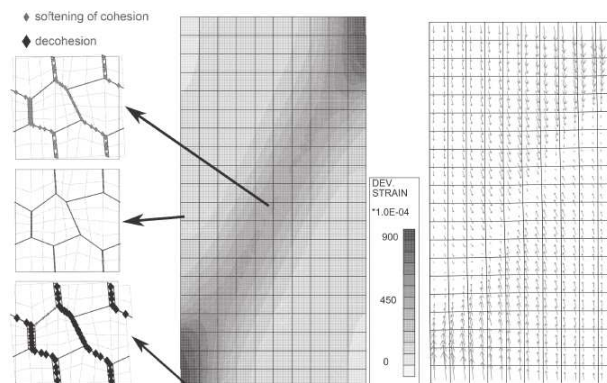 softening of cohesion
decohesion
DEV.
STRAIN
*1.0E-04
900
450
0